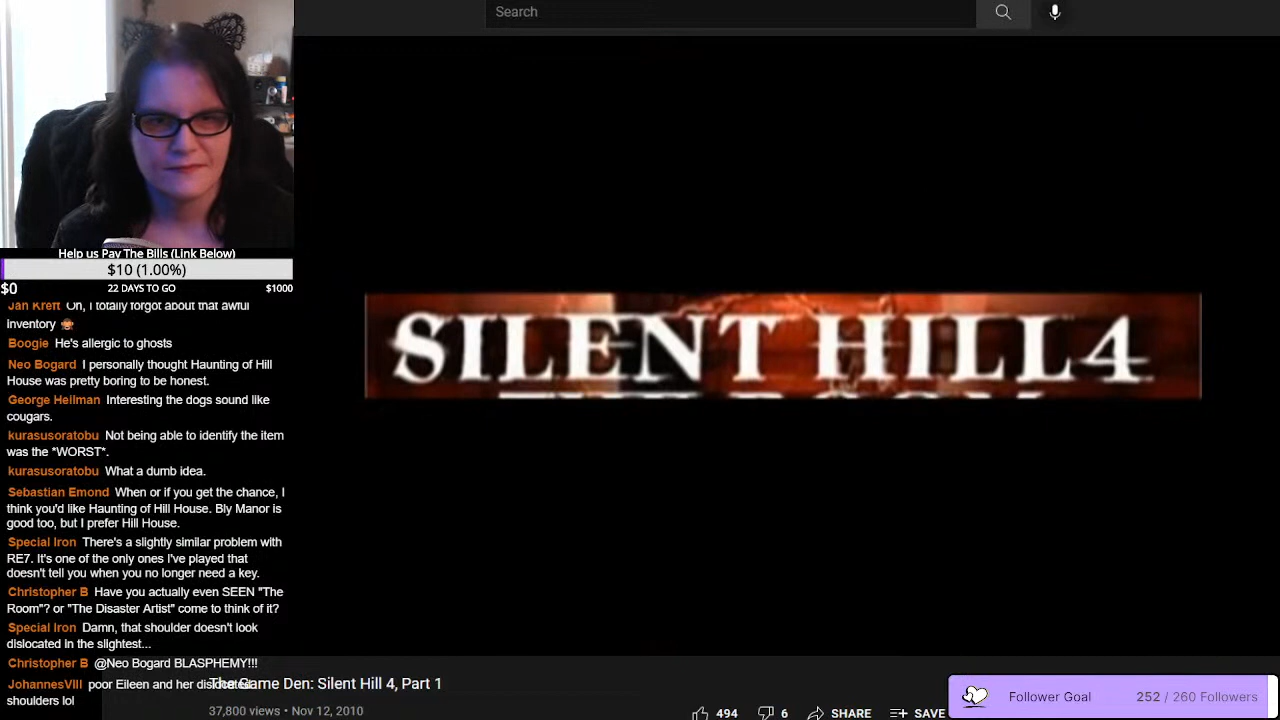 Search
Help us Pay The Bills (Link Below)
$10 (1.00%)
$0 22 DAYS TO GO $1000
Jan Kreft Oh, I totally forgot about that awful
inventory
Boogie He's allergic to ghosts
Neo Bogard I personally thought Haunting of Hill
House was pretty boring to be honest.
George Hellman Interesting the dogs sound like
cougars.
kurasusoratobu Not being able to identify the item
was the *WORST*.
kurasusoratobu What a dumb idea.
Sebastian Emond When or if you get the chance, I
think you'd like Haunting of Hill House. Bly Manor is
good too, but I prefer Hill House.
Special Iron There's a slightly similar problem with
RE7. It's one of the only ones I've played that
doesn't tell you when you no longer need a key.
Christopher B Have you actually even SEEN "The
Room"? or "The Disaster Artist" come to think of it?
Special Iron Damn, that shoulder doesn't look
dislocated in the slightest...
Christopher B @Neo Bogard BLASPHEMY!!!
JohannesVIII poor Eileen and her dislocated
shoulders lol
SILENT HILL 4
The Game Den: Silent Hill 4, Part 1
37,800 views • Nov 12, 2010
494
6
SHARE
SAVE
Follower Goal 252 / 260 Followers